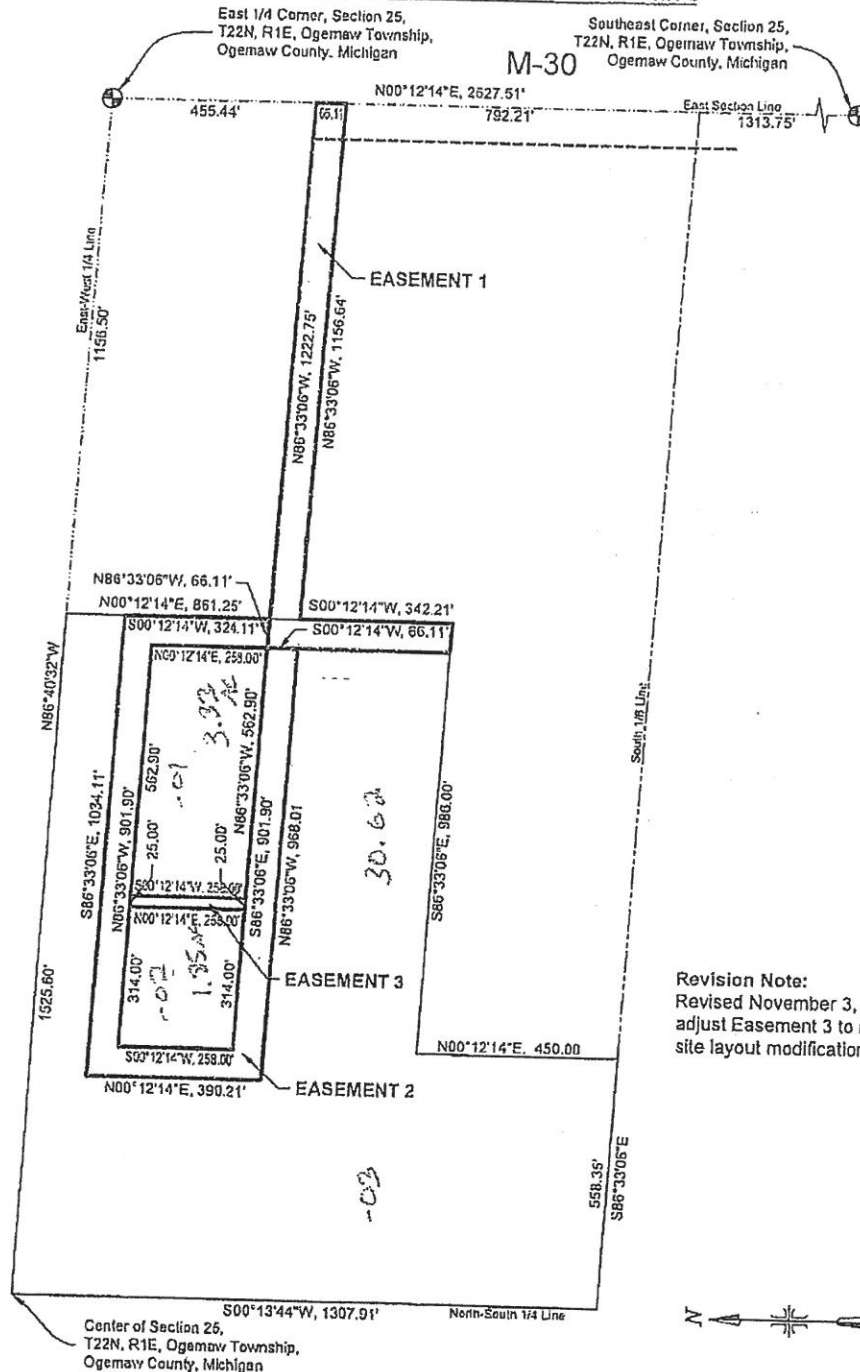 East 1/4 Corner, Section 25,
T22N, R1E, Ogemaw Township,
Ogemaw County, Michigan
Southeast Corner, Section 25,
T22N, R1E, Ogemaw Township,
Ogemaw County, Michigan
M-30
N00°12'14"E, 2627.51'
455.44'
66.11
792.21'
East Section Line
1313.75'
East-West 1/4 Line
1156.50'
EASEMENT 1
N86°33'06"W, 1222.75'
N86°33'06"W, 1156.64'
N86°33'06"W, 66.11'
N00°12'14"E, 861.25'
S00°12'14"W, 342.21'
S00°12'14"W, 324.11'
S00°12'14"W, 66.11'
N00°12'14"E, 258.00'
N86°40'32"W
South 1/8 Line
3.33
Ac
-01
562.90'
N86°33'06"W, 562.90'
S86°33'06"E, 1034.11'
N86°33'06"W, 901.90'
25.00'
25.00'
S86°33'06"E, 901.90'
N86°33'06"W, 968.01
30.62
S86°33'06"E, 986.00'
S00°12'14"W, 258.00'
N00°12'14"E, 258.00'
1525.60'
314.00'
-02
1.85 Ac
314.00'
EASEMENT 3
Revision Note:
Revised November 3,
adjust Easement 3 to
site layout modification
S00°12'14"W, 258.00'
N00°12'14"E, 450.00
N00°12'14"E, 390.21'
EASEMENT 2
-03
558.35'
S86°33'06"E
S00°13'44"W, 1307.91'
North-South 1/4 Line
N
Center of Section 25,
T22N, R1E, Ogemaw Township,
Ogemaw County, Michigan